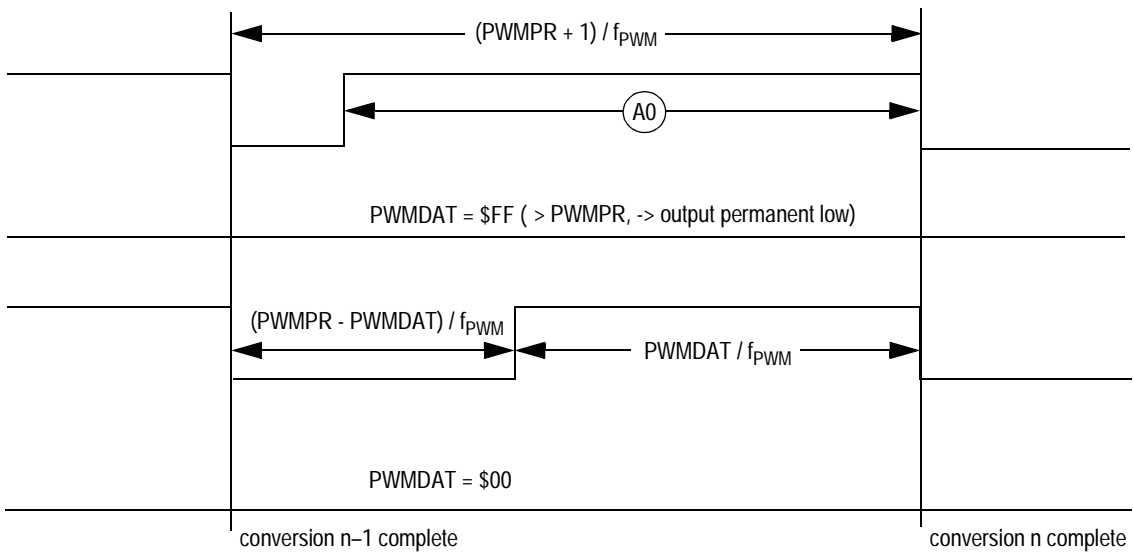 (PWMPR + 1) / fPWM
A0
PWMDAT = $FF ( > PWMPR, -> output permanent low)
(PWMPR - PWMDAT) / fPWM
PWMDAT / fPWM
PWMDAT = $00
conversion n–1 complete
conversion n complete